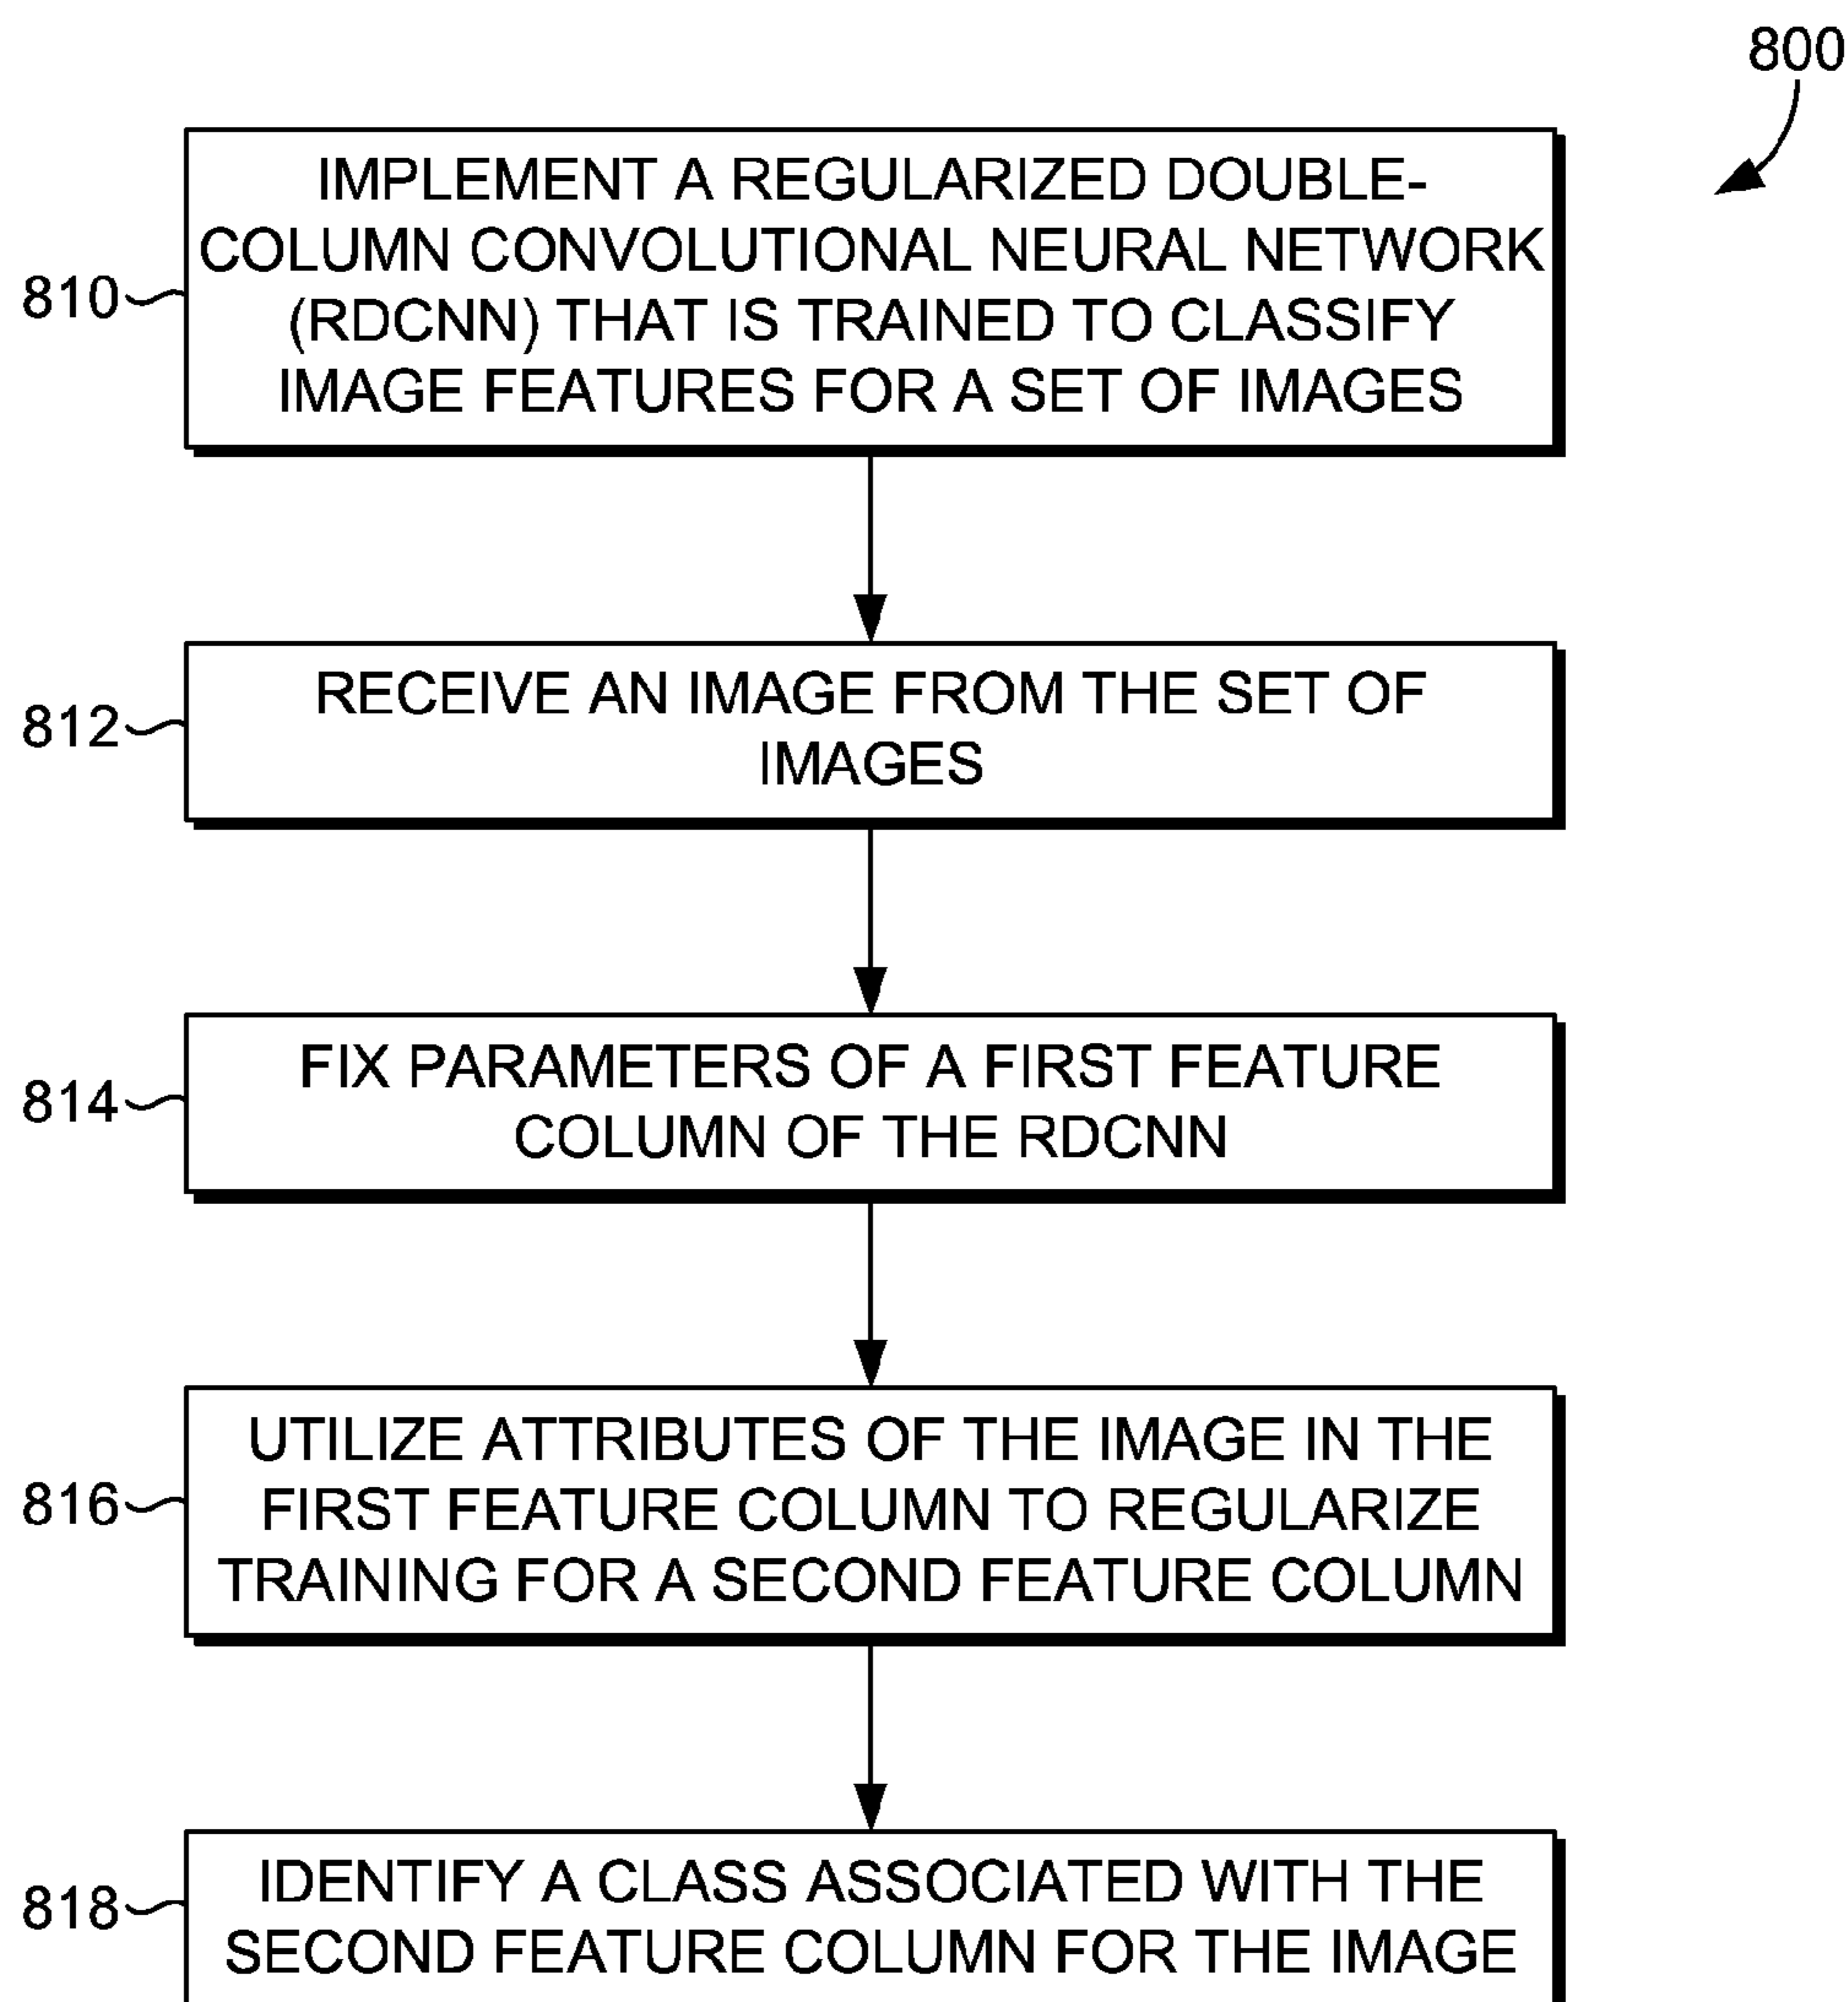 800
IMPLEMENT A REGULARIZED DOUBLE-
COLUMN CONVOLUTIONAL NEURAL NETWORK
(RDCNN) THAT IS TRAINED TO CLASSIFY
IMAGE FEATURES FOR A SET OF IMAGES
810
RECEIVE AN IMAGE FROM THE SET OF
IMAGES
812
FIX PARAMETERS OF A FIRST FEATURE
COLUMN OF THE RDCNN
814
UTILIZE ATTRIBUTES OF THE IMAGE IN THE
FIRST FEATURE COLUMN TO REGULARIZE
TRAINING FOR A SECOND FEATURE COLUMN
816
IDENTIFY A CLASS ASSOCIATED WITH THE
SECOND FEATURE COLUMN FOR THE IMAGE
818